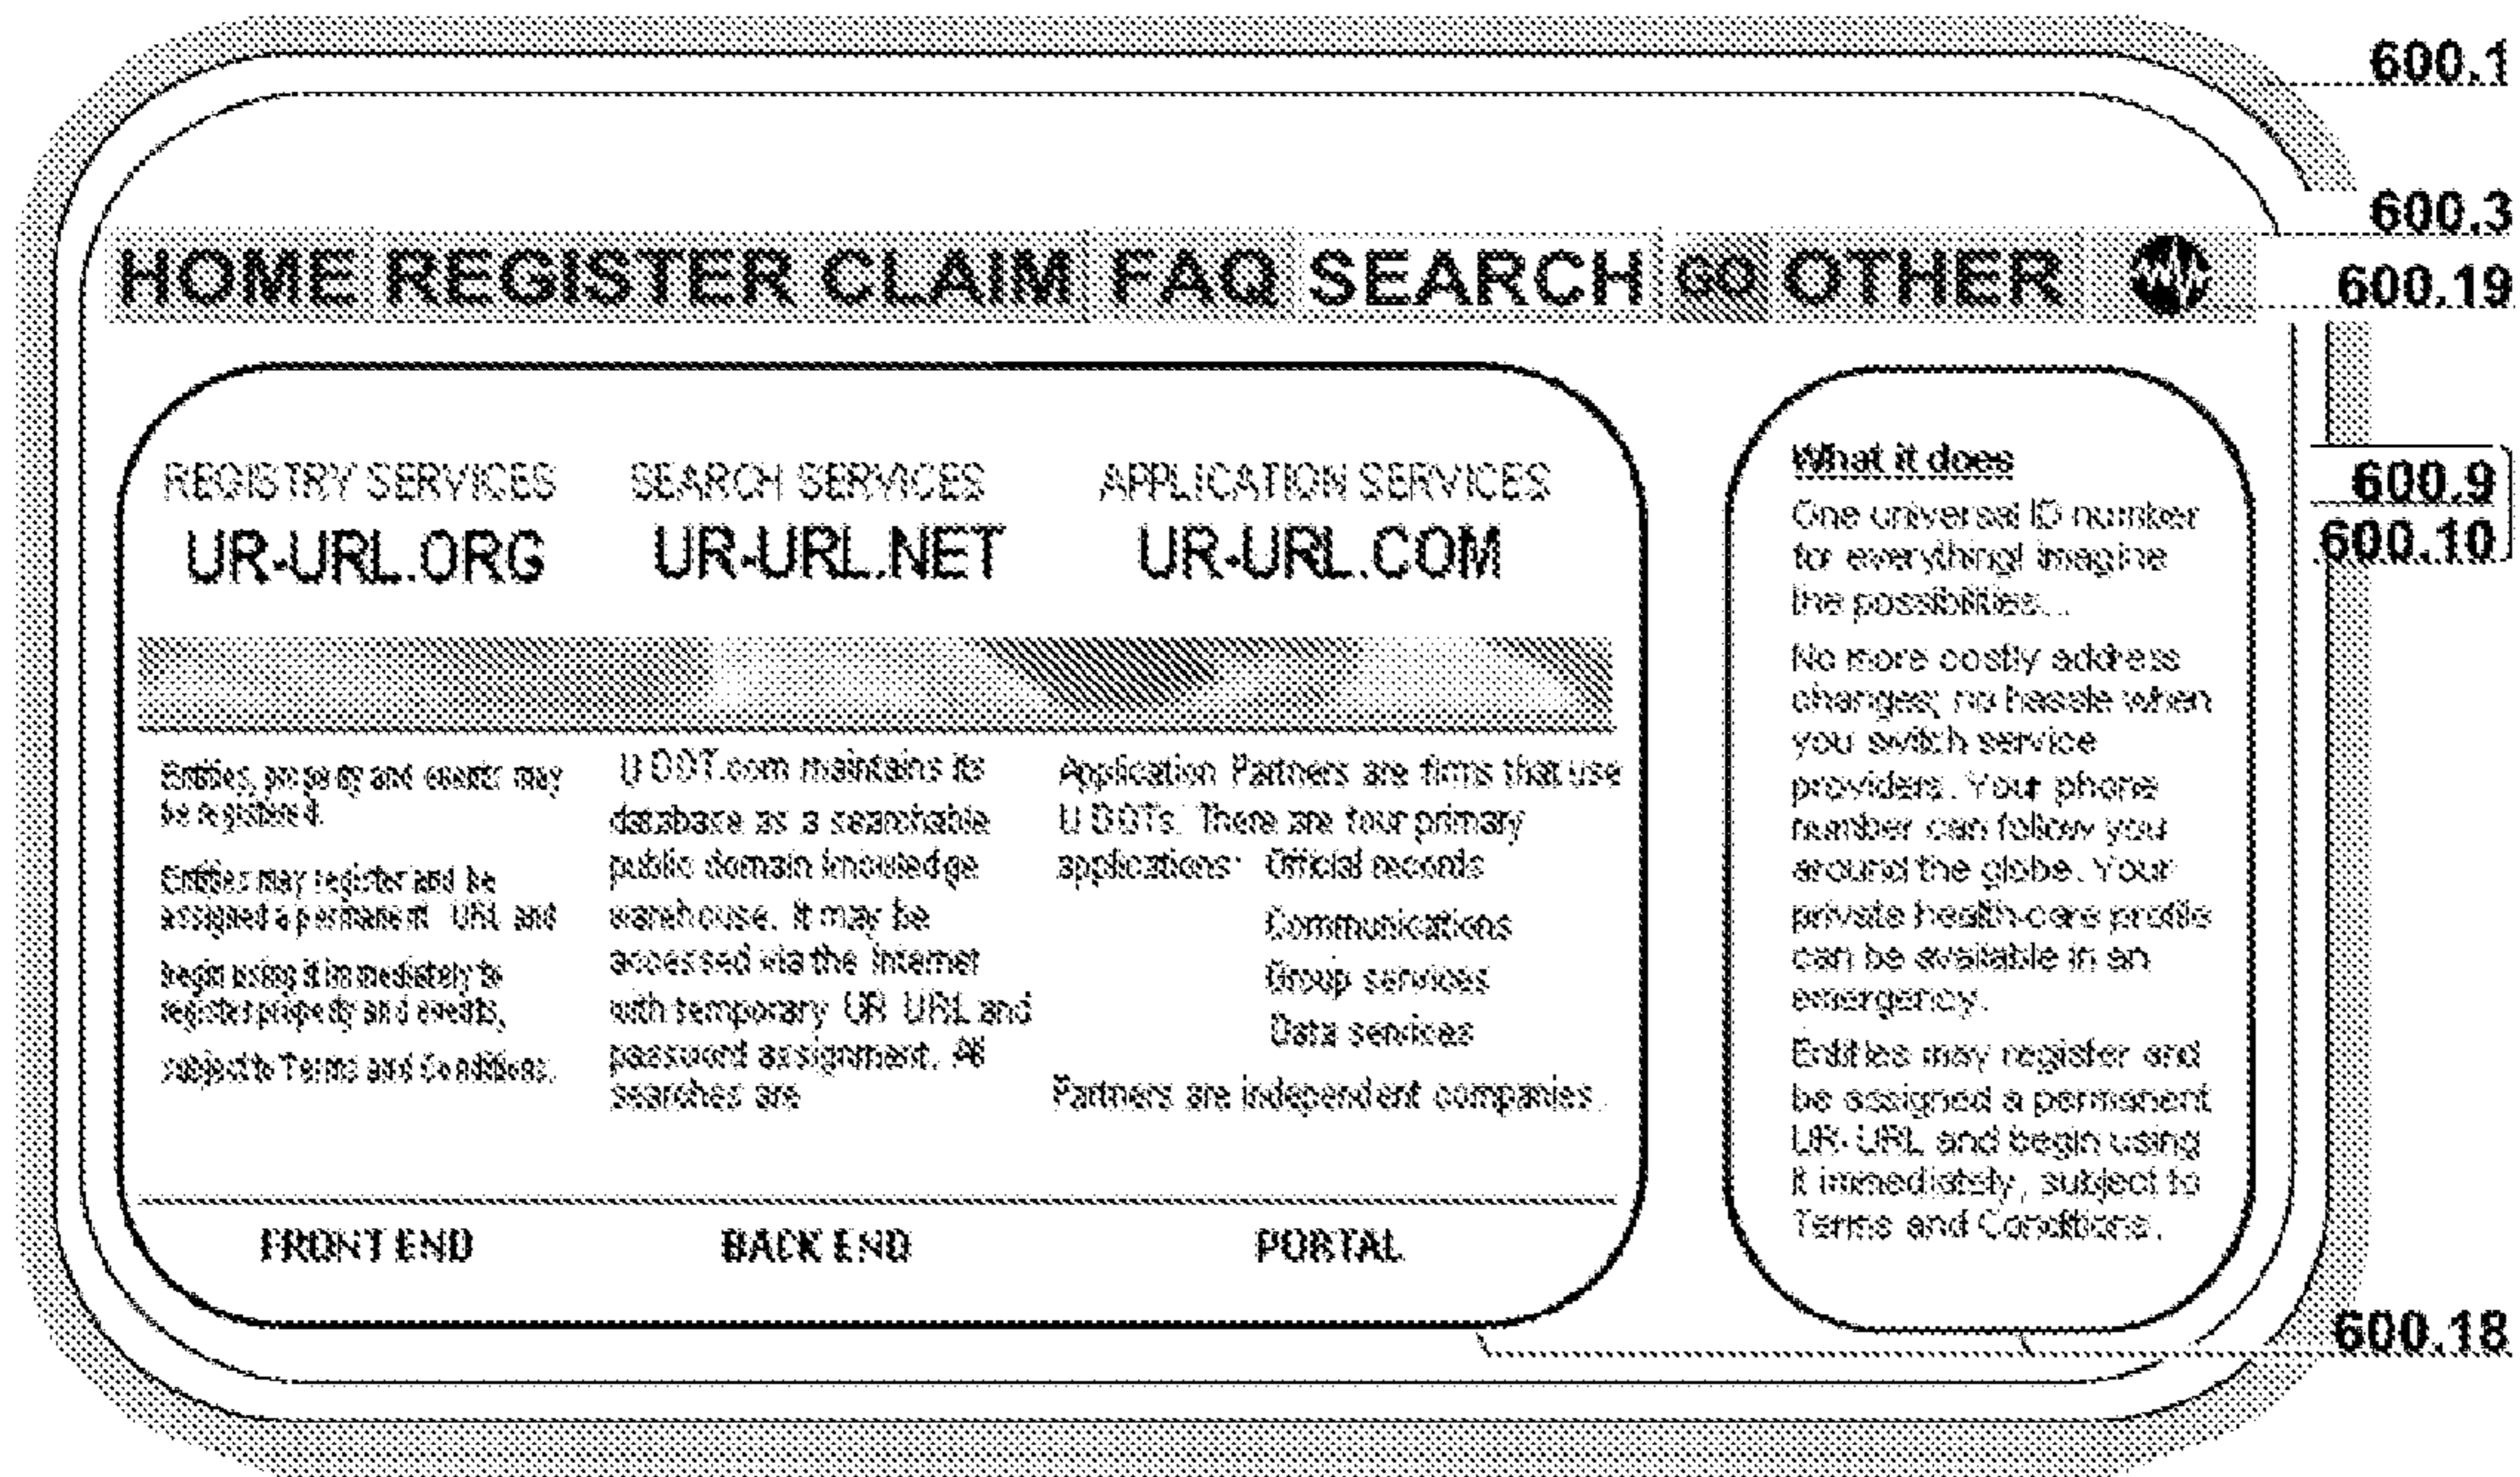 600.1
600.3
HOME REGISTER CLAIM FAQ SEARCH GO OTHER
600.19
REGISTRY SERVICES
UR-URL.ORG
SEARCH SERVICES
UR-URL.NET
APPLICATION SERVICES
UR-URL.COM
Entities, property and events may
be registered.
Entities may register and be
assigned a permanent URL and
begin using it immediately to
register property and events,
subject to Terms and Conditions.
U DOT.com maintains its
database as a searchable
public domain knowledge
warehouse. It may be
accessed via the Internet
with temporary UR URL and
password assignment. All
searches are
Application Partners are firms that use
U DOTs. There are four primary
applications: Official records
Communications
Group services
Data services
Partners are independent companies.
FRONT END
BACK END
PORTAL
What it does
One universal ID number
for everything! Imagine
the possibilities...
No more costly address
changes; no hassle when
you switch service
providers. Your phone
number can follow you
around the globe. Your
private health-care profile
can be available in an
emergency.
Entities may register and
be assigned a permanent
UR-URL and begin using
it immediately, subject to
Terms and Conditions.
600.9
600.10
600.18